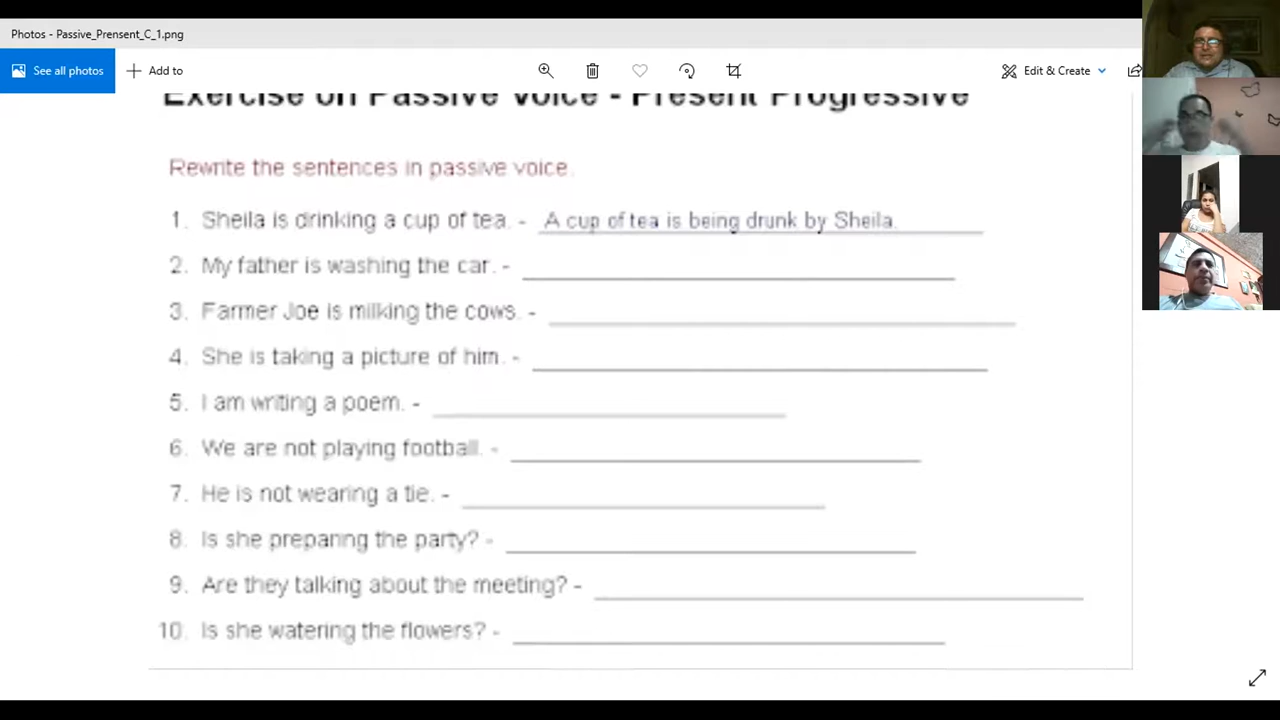 Photos - Passive_Prensent_C_1.png
See all photos
Add to
Edit & Create
Exercise on Passive Voice - Present Progressive
Rewrite the sentences in passive voice.
1. Sheila is drinking a cup of tea. - A cup of tea is being drunk by Sheila.
2. My father is washing the car. -
3. Farmer Joe is milking the cows. -
4. She is taking a picture of him. -
5. I am writing a poem. -
6. We are not playing football. -
7. He is not wearing a tie. -
8. Is she preparing the party? -
9. Are they talking about the meeting? -
10. Is she watering the flowers? -